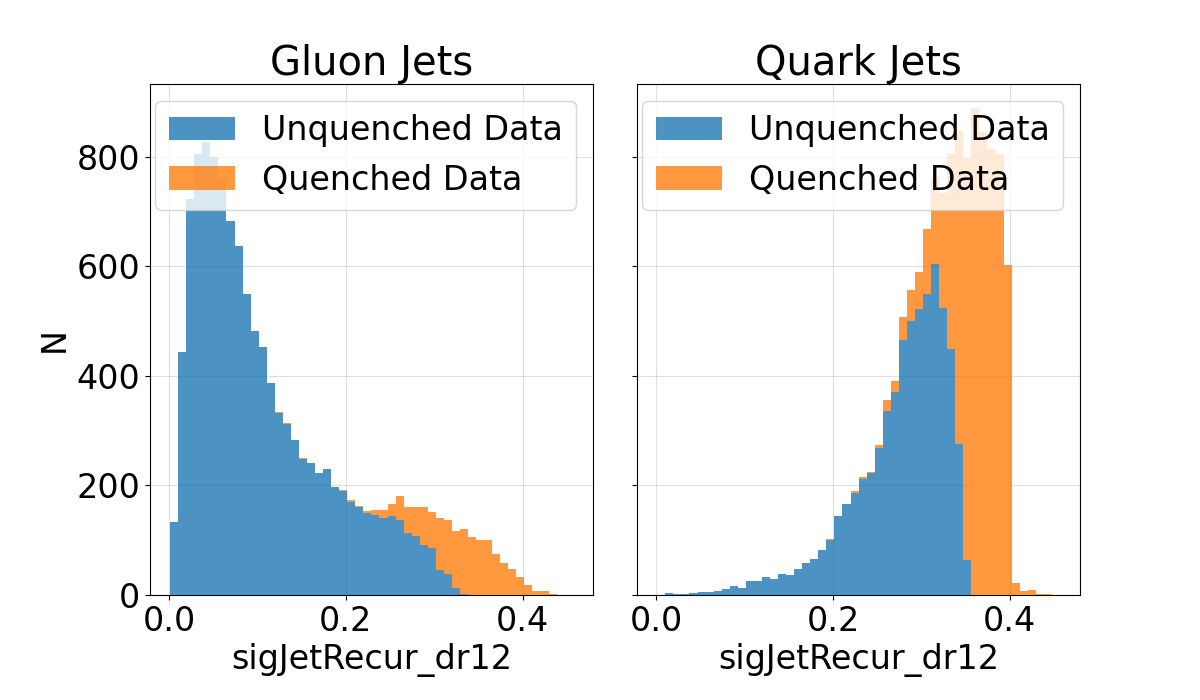 Gluon Jets
Unquenched Data
Quenched Data
N
800
600
400
200
0
0.0 0.2 0.4
sigJetRecur_dr12
Quark Jets
Unquenched Data
Quenched Data
0.0 0.2 0.4
sigJetRecur_dr12